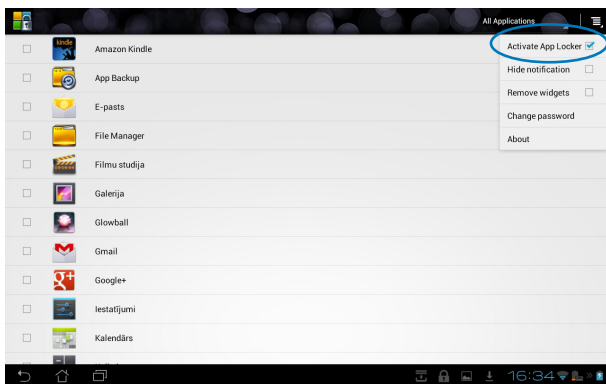 All Applications
Activate App Locker
Hide notification
Remove widgets
Change password
About
kindle
Amazon Kindle
App Backup
E-pasts
File Manager
Filmu studija
Galerija
Glowball
Gmail
Google+
Iestatījumi
Kalendārs
16:34